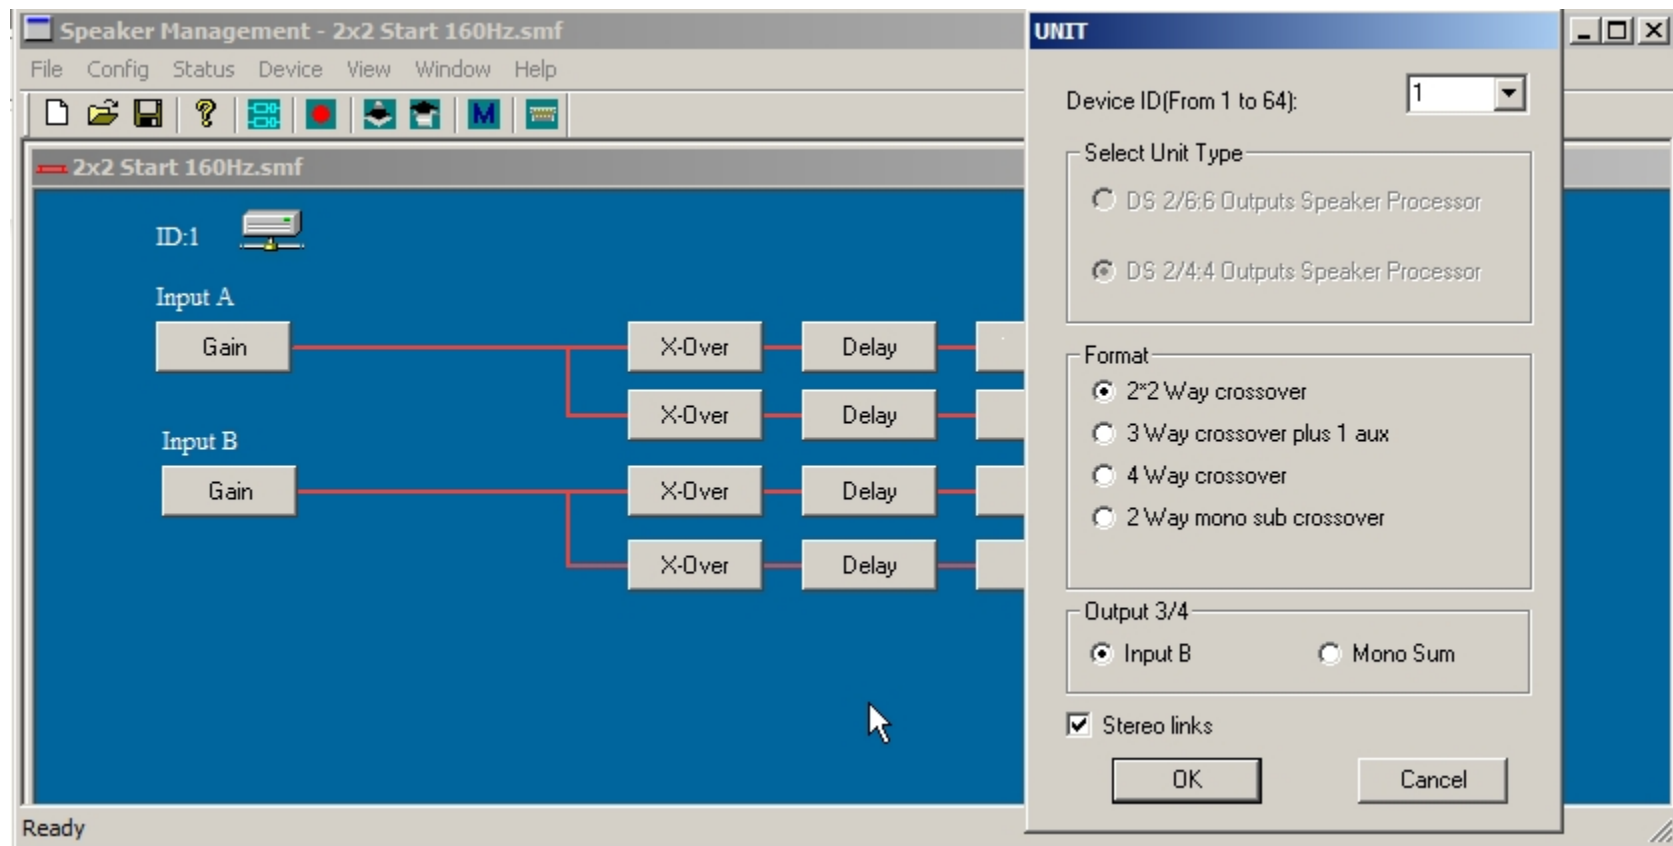 Speaker Management - 2x2 Start 160Hz.smf
File Config Status Device View Window Help
M
2x2 Start 160Hz.smf
ID:1
Input A
Gain X-Over Delay
X-Over Delay
Input B
Gain X-Over Delay
X-Over Delay
Ready
UNIT
Device ID(From 1 to 64): 1
Select Unit Type
DS 2/6:6 Outputs Speaker Processor
DS 2/4:4 Outputs Speaker Processor
Format
2*2 Way crossover
3 Way crossover plus 1 aux
4 Way crossover
2 Way mono sub crossover
Output 3/4
Input B Mono Sum
Stereo links
OK Cancel